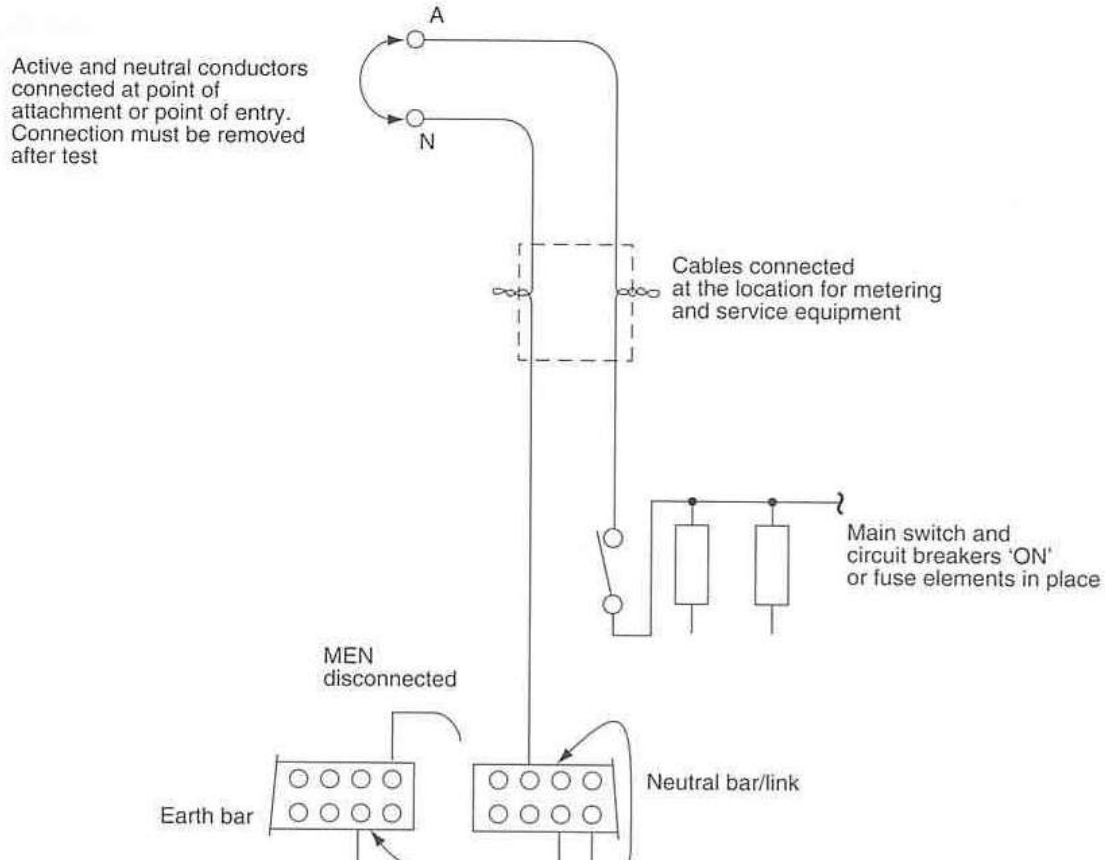 A
Active and neutral conductors
connected at point of
attachment or point of entry.
Connection must be removed
after test
N
Cables connected
at the location for metering
and service equipment
Main switch and
circuit breakers ‘ON’
or fuse elements in place
MEN
disconnected
Neutral bar/link
Earth bar